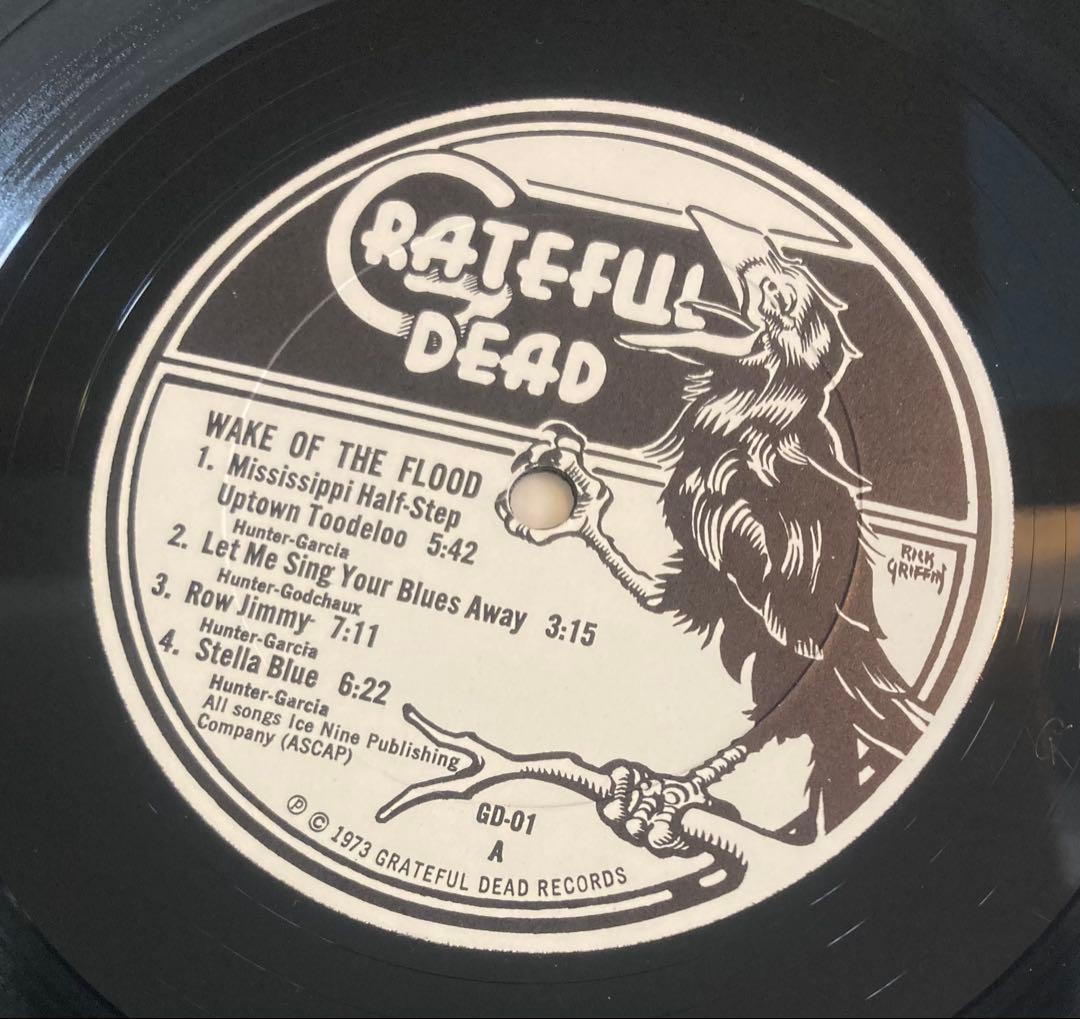 GRATEFUL
DEAD
WAKE OF THE FLOOD
1. Mississippi Half-Step
Uptown Toodeloo 5:42
Hunter-Garcia
2. Let Me Sing Your Blues Away 3:15
Hunter-Godchaux
3. Row Jimmy 7:11
Hunter-Garcia
4. Stella Blue 6:22
Hunter-Garcia
All songs Ice Nine Publishing
Company (ASCAP)
RICK
GRIFFIN
GD-01
A
℗ © 1973 GRATEFUL DEAD RECORDS